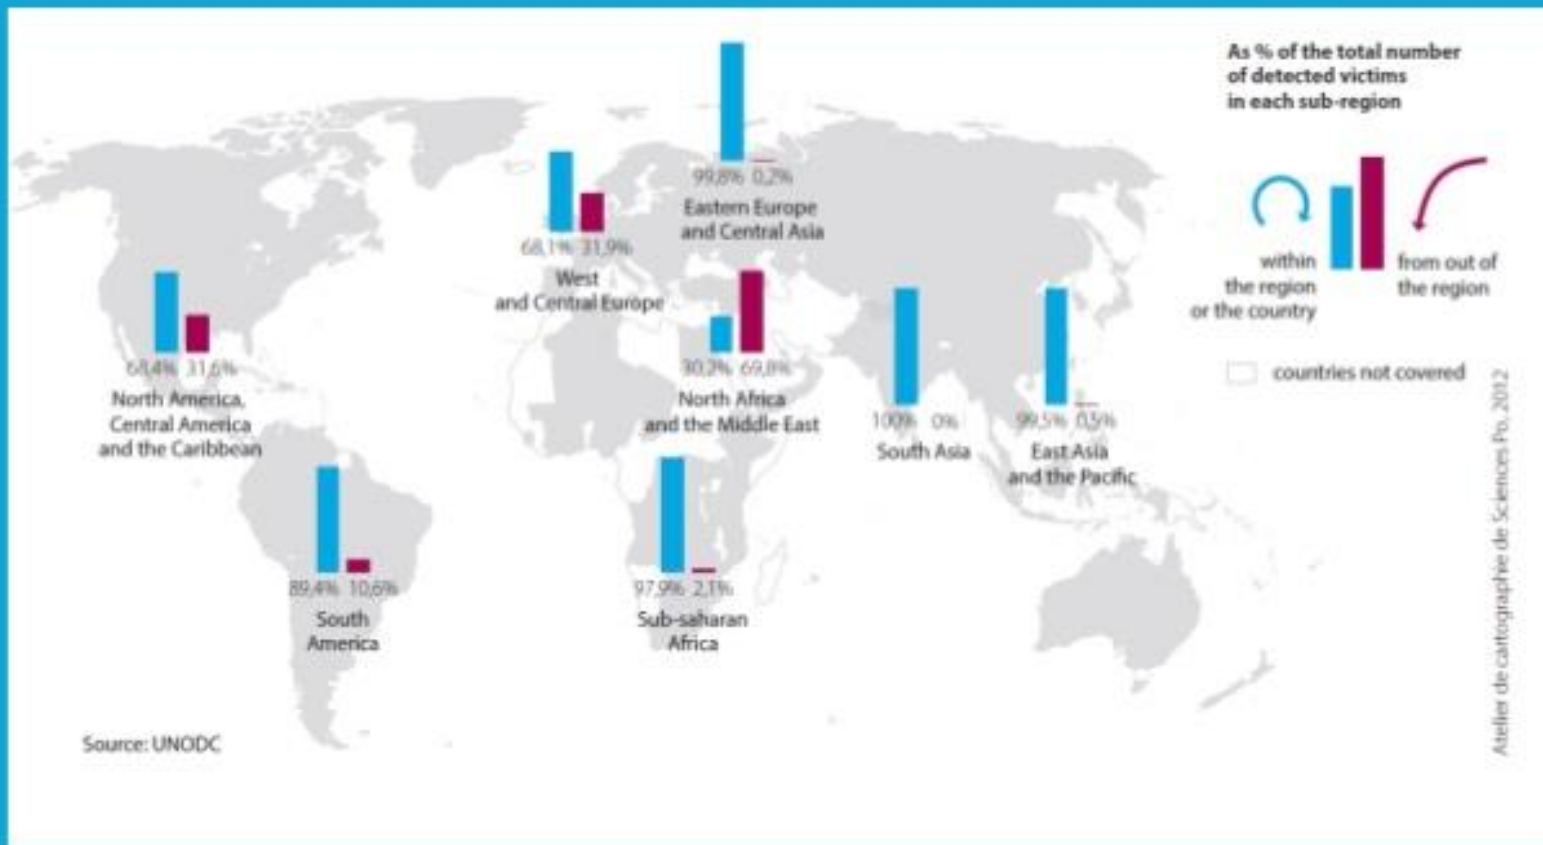 As % of the total number
of detected victims
in each sub-region
within
the region
or the country
from out of
the region
countries not covered
99,8% 0,2%
Eastern Europe
and Central Asia
68,1% 31,9%
West
and Central Europe
68,4% 31,6%
North America,
Central America
and the Caribbean
30,2% 69,8%
North Africa
and the Middle East
100% 0%
South Asia
99,5% 0,5%
East Asia
and the Pacific
89,4% 10,6%
South
America
97,9% 2,1%
Sub-saharan
Africa
Source: UNODC
Atelier de cartographe de Sciences Po, 2012